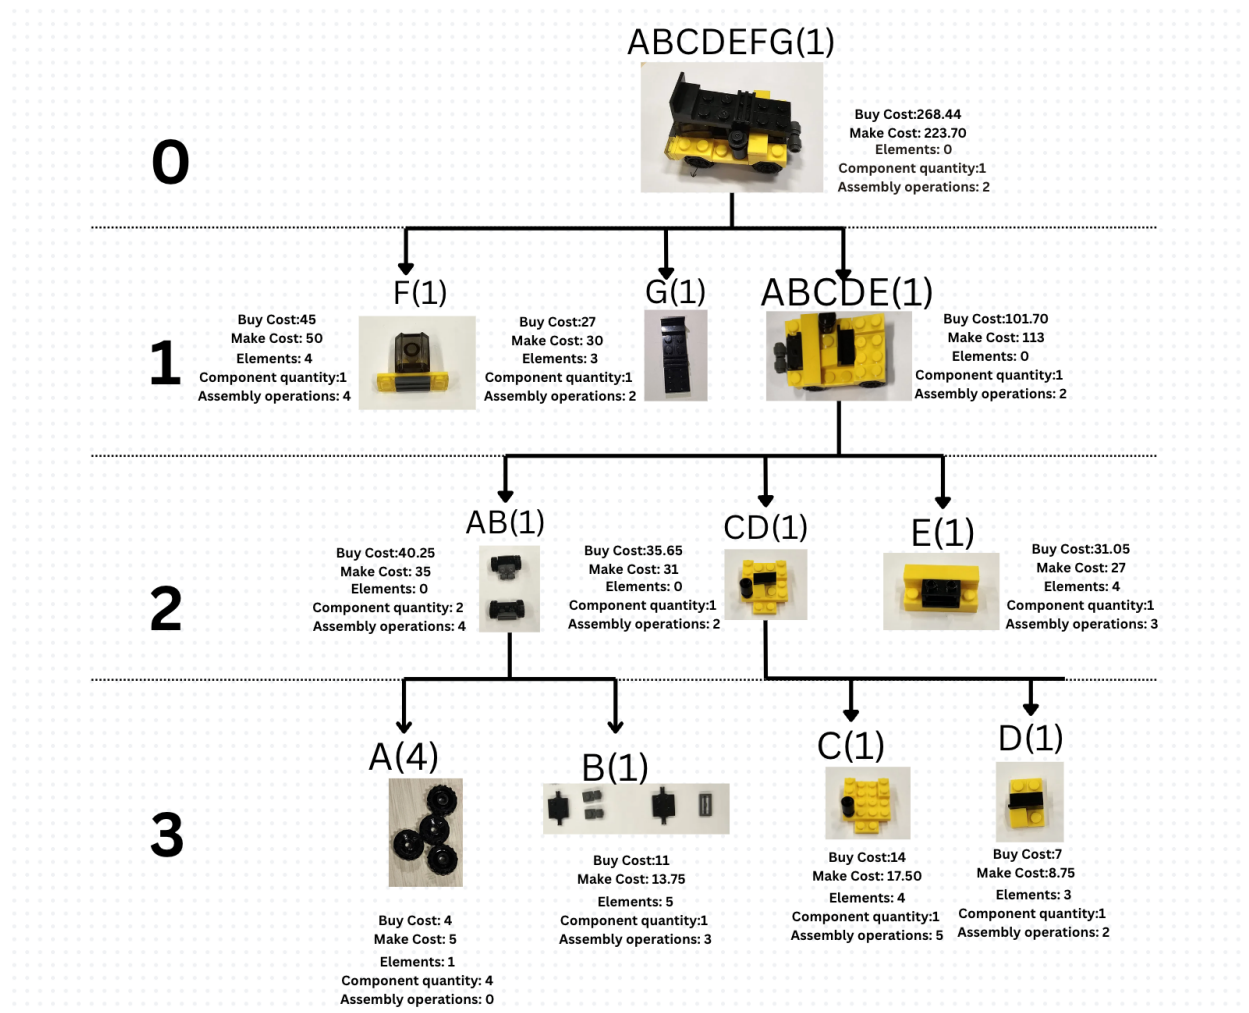 ABCDEFG(1)
Buy Cost:268.44
Make Cost: 223.70
Elements: 0
Component quantity:1
Assembly operations: 2
0
F(1)
Buy Cost:45
Make Cost: 50
Elements: 4
Component quantity:1
Assembly operations: 4
G(1)
Buy Cost:27
Make Cost: 30
Elements: 3
Component quantity:1
Assembly operations: 2
ABCDE(1)
Buy Cost:101.70
Make Cost: 113
Elements: 0
Component quantity:1
Assembly operations: 2
1
AB(1)
Buy Cost:40.25
Make Cost: 35
Elements: 0
Component quantity: 2
Assembly operations: 4
CD(1)
Buy Cost:35.65
Make Cost: 31
Elements: 0
Component quantity:1
Assembly operations: 2
E(1)
Buy Cost:31.05
Make Cost: 27
Elements: 4
Component quantity:1
Assembly operations: 3
2
A(4)
Buy Cost: 4
Make Cost: 5
Elements: 1
Component quantity: 4
Assembly operations: 0
B(1)
Buy Cost:11
Make Cost: 13.75
Elements: 5
Component quantity:1
Assembly operations: 3
C(1)
Buy Cost:14
Make Cost: 17.50
Elements: 4
Component quantity:1
Assembly operations: 5
D(1)
Buy Cost:7
Make Cost: 8.75
Elements: 3
Component quantity:1
Assembly operations: 2
3